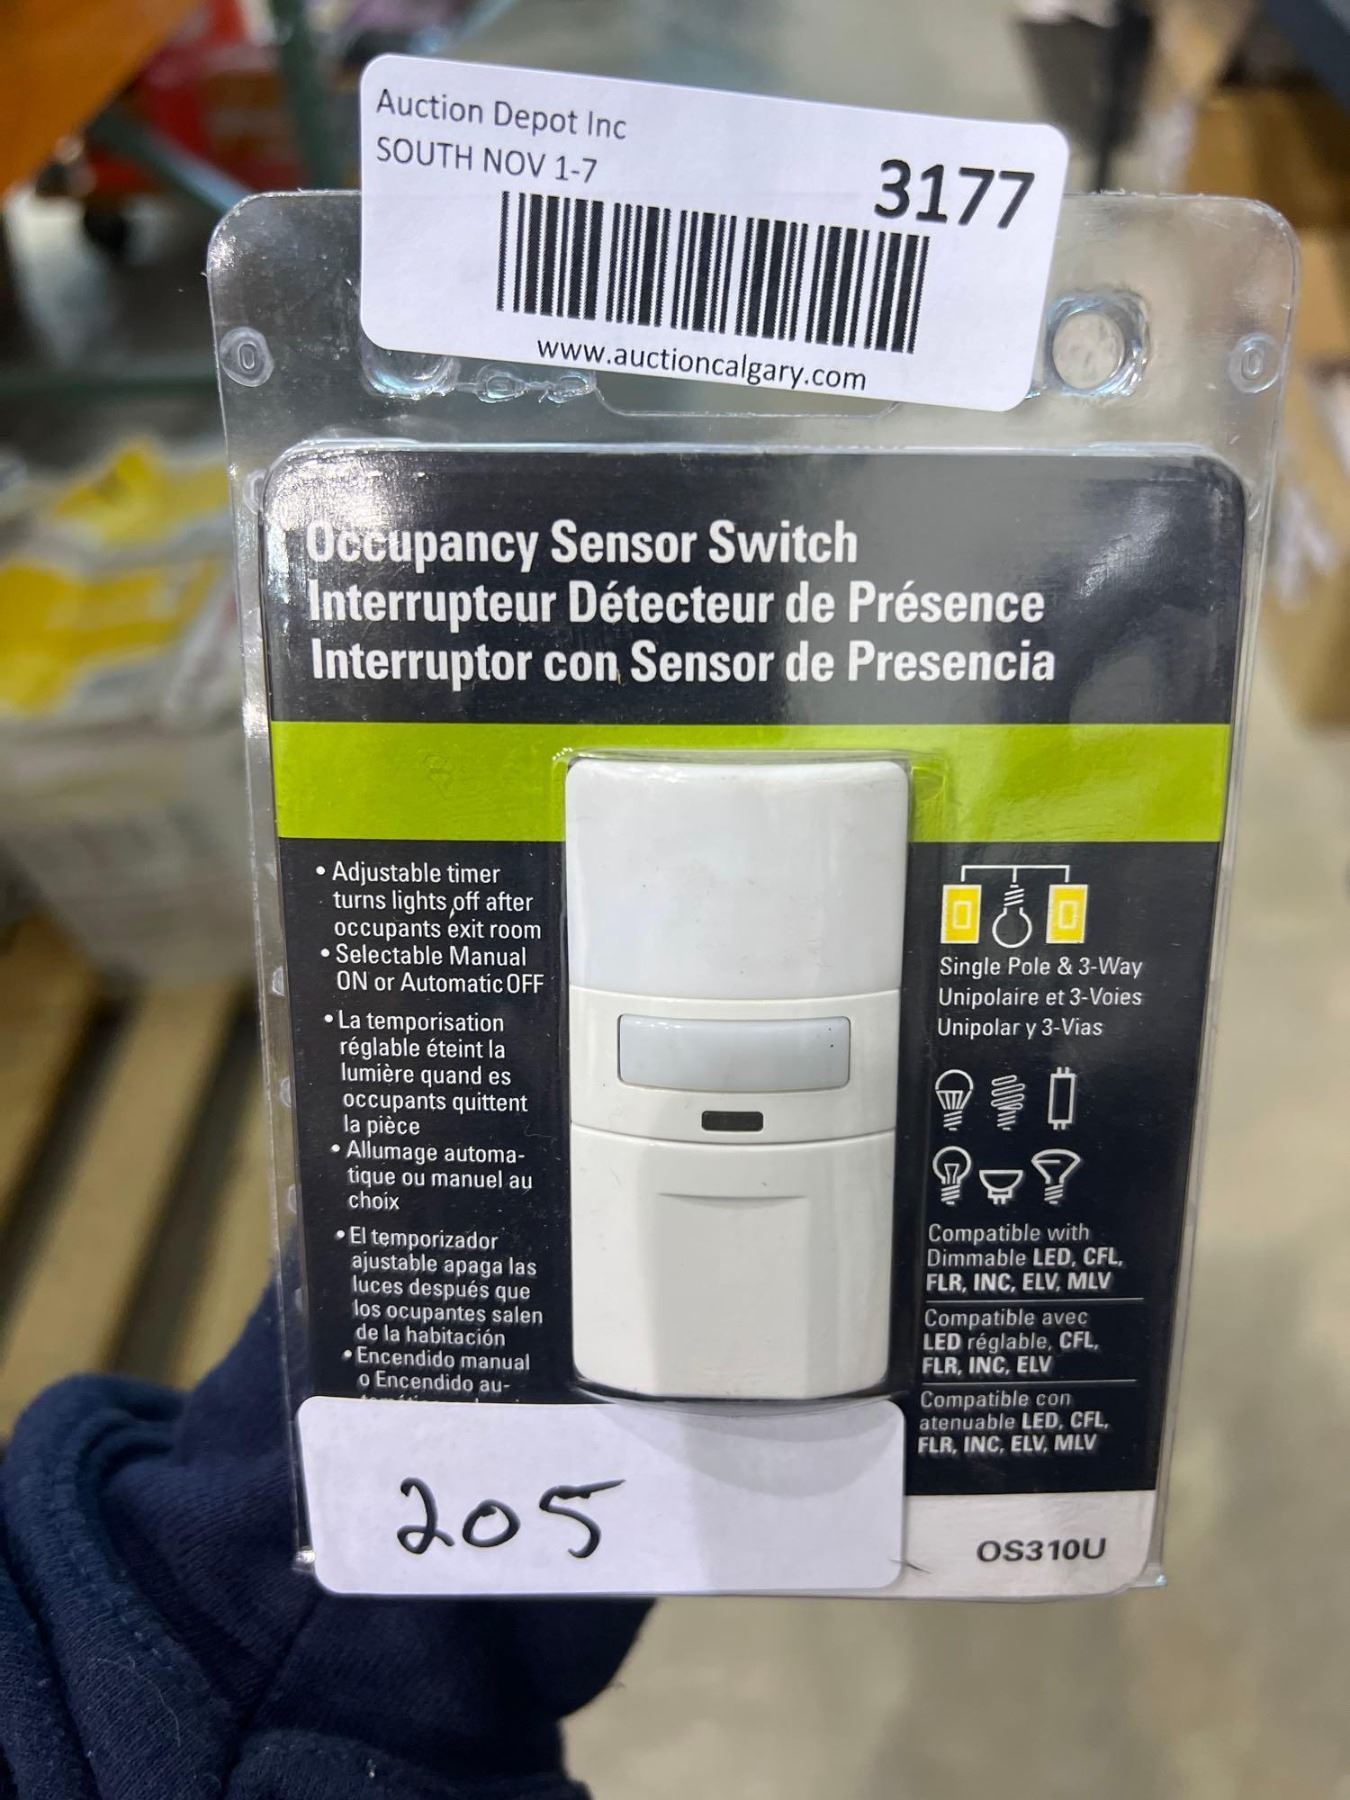 Auction Depot Inc
SOUTH NOV 1-7
3177
www.auctioncalgary.com
Occupancy Sensor Switch
Interrupteur Détecteur de Présence
Interruptor con Sensor de Presencia
• Adjustable timer
turns lights off after
occupants exit room
• Selectable Manual
ON or Automatic OFF
• La temporisation
réglable éteint la
lumière quand es
occupants quittent
la pièce
• Allumage automa-
tique ou manuel au
choix
• El temporizador
ajustable apaga las
luces después que
los ocupantes salen
de la habitación
• Encendido manual
o Encendido au-
Single Pole & 3-Way
Unipolaire et 3-Voies
Unipolar y 3-Vias
Compatible with
Dimmable LED, CFL,
FLR, INC, ELV, MLV
Compatible avec
LED réglable, CFL,
FLR, INC, ELV
Compatible con
atenuable LED, CFL,
FLR, INC, ELV, MLV
205
OS310U